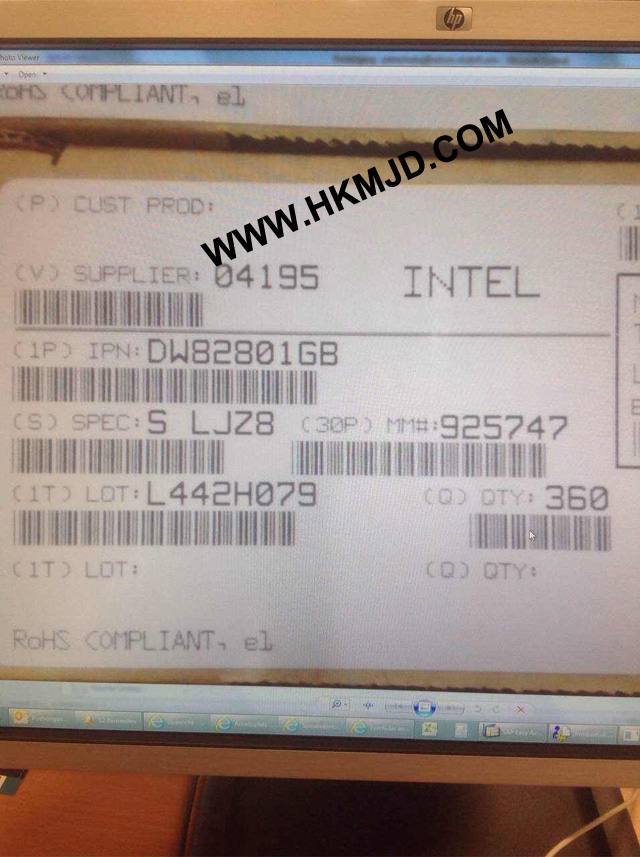 hp
Photo Viewer
Open
RoHS COMPLIANT, e1
WWW.HKMJD.COM
(P) CUST PROD:
(V) SUPPLIER: 04195 INTEL
(1P) IPN: DW82801GB
(S) SPEC: S LJZ8 (30P) MM#: 925747
(1T) LOT: L442H079 (Q) QTY: 360
(1T) LOT: (Q) QTY:
RoHS COMPLIANT, e1